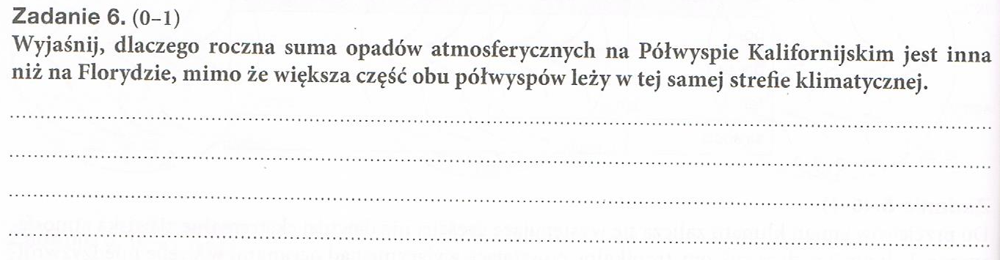 Zadanie 6. (0–1)
Wyjaśnij, dlaczego roczna suma opadów atmosferycznych na Półwyspie Kalifornijskim jest inna
niż na Florydzie, mimo że większa część obu półwyspów leży w tej samej strefie klimatycznej.